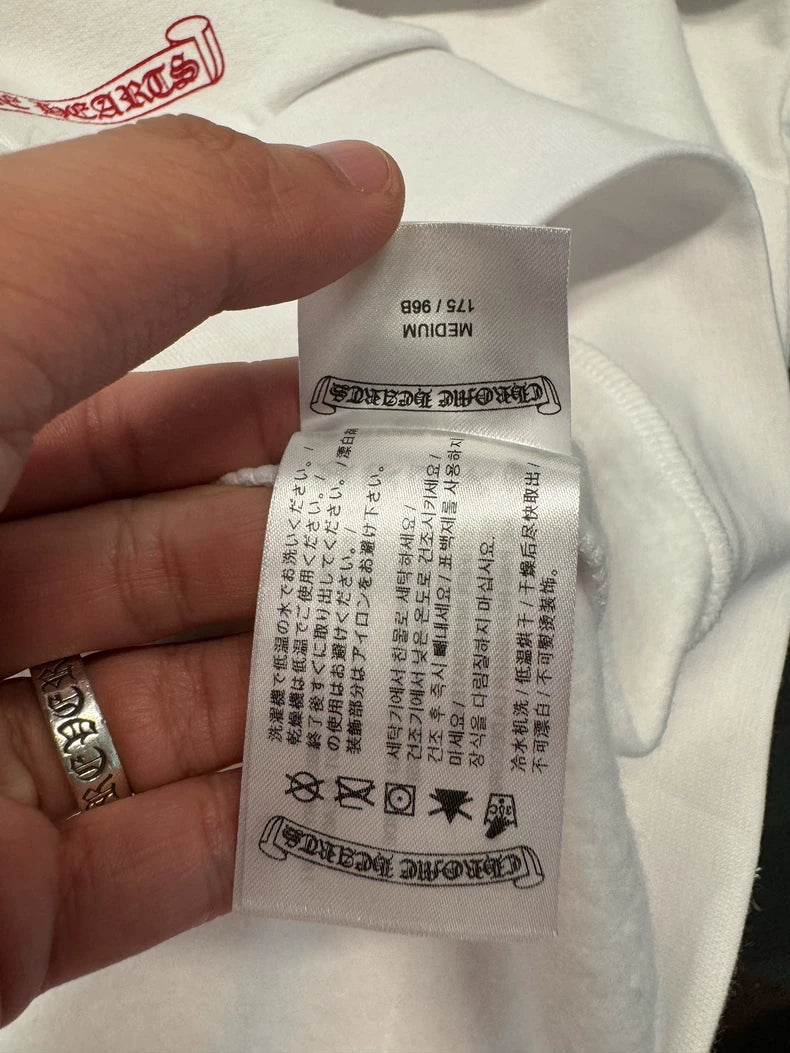 E HEARTS
MEDIUM
175 / 96B
CHROME HEARTS
洗濯機で低温の水でお洗いください。/
乾燥機は低温でご使用ください。/
終了後すぐに取り出してください。/漂白剤
の使用はお避けください。/
装飾部分はアイロンをお避け下さい。
세탁기에서 찬물로 세탁하세요/
건조기에서 낮은 온도로 건조시키세요/
건조 후 즉시 빼내세요/표백제를 사용하지
마세요/
장식을 다림질하지 마십시오.
冷水机洗/低温烘干/干燥后尽快取出/
不可漂白/不可熨烫装饰。
30C
CHROME HEARTS